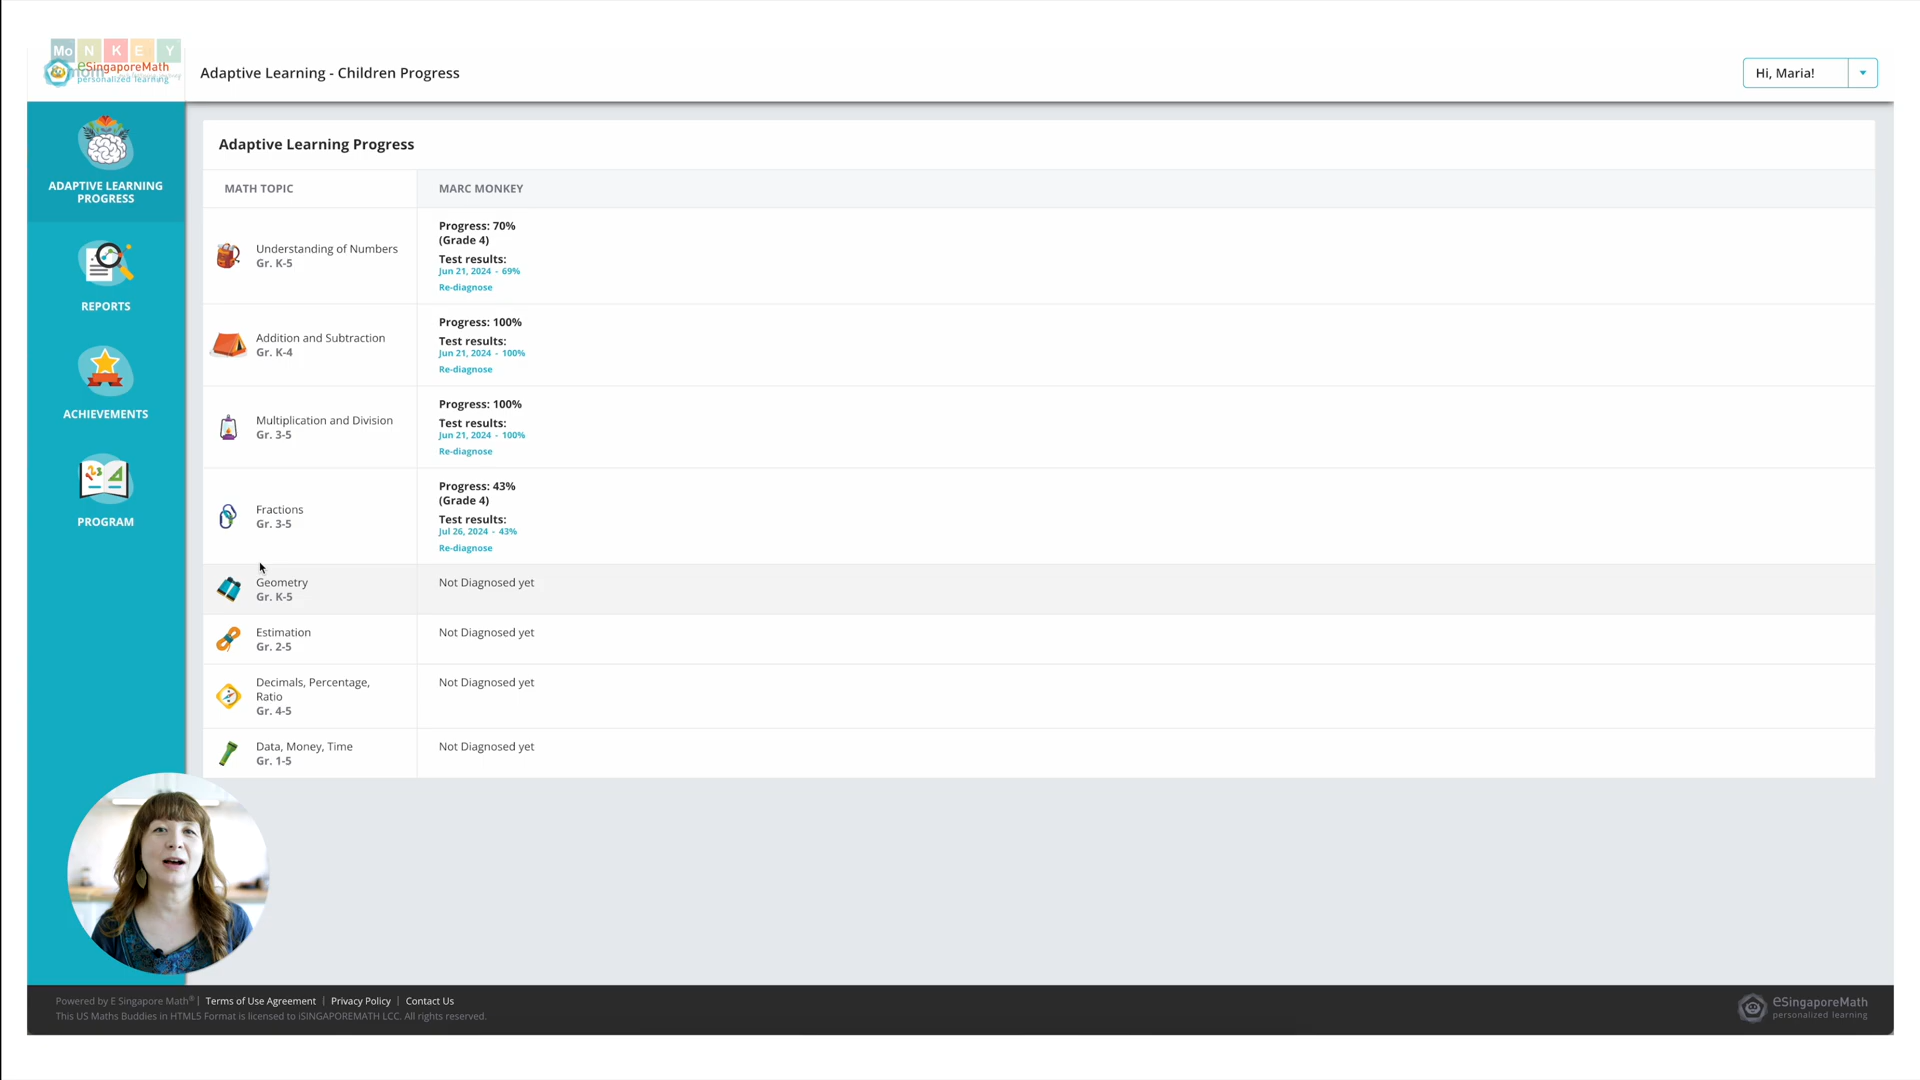 MoNKEY
mom
eSingaporeMath
personalized learning
Adaptive Learning - Children Progress
Hi, Maria!
ADAPTIVE LEARNING
PROGRESS
REPORTS
ACHIEVEMENTS
PROGRAM
Adaptive Learning Progress
MATH TOPIC
MARC MONKEY
Understanding of Numbers
Gr. K-5
Progress: 70%
(Grade 4)
Test results:
Jun 21, 2024 - 69%
Re-diagnose
Addition and Subtraction
Gr. K-4
Progress: 100%
Test results:
Jun 21, 2024 - 100%
Re-diagnose
Multiplication and Division
Gr. 3-5
Progress: 100%
Test results:
Jun 21, 2024 - 100%
Re-diagnose
Fractions
Gr. 3-5
Progress: 43%
(Grade 4)
Test results:
Jul 26, 2024 - 43%
Re-diagnose
Geometry
Gr. K-5
Not Diagnosed yet
Estimation
Gr. 2-5
Not Diagnosed yet
Decimals, Percentage,
Ratio
Gr. 4-5
Not Diagnosed yet
Data, Money, Time
Gr. 1-5
Not Diagnosed yet
Powered by E Singapore Math® | Terms of Use Agreement | Privacy Policy | Contact Us
This US Maths Buddies in HTML5 Format is licensed to iSINGAPOREMATH LCC. All rights reserved.
eSingaporeMath
personalized learning